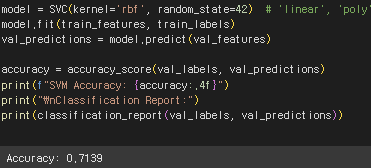 model = SVC(kernel='rbf', random_state=42)  # 'linear', 'poly'
model.fit(train_features, train_labels)
val_predictions = model.predict(val_features)
accuracy = accuracy_score(val_labels, val_predictions)
print(f"SVM Accuracy: {accuracy:.4f}")
print("₩nClassification Report:")
print(classification_report(val_labels, val_predictions))
Accuracy: 0.7139